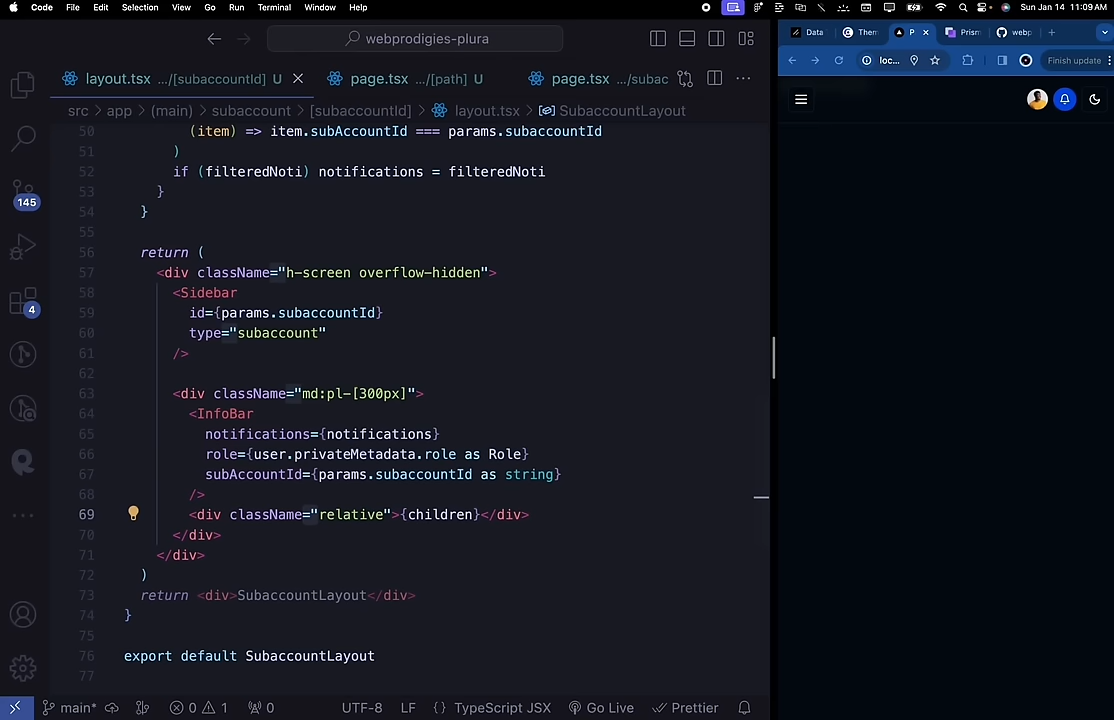 Code File Edit Selection View Go Run Terminal Window Help Sun Jan 14 11:09 AM
webprodigies-plura
layout.tsx .../[subaccountId] U
page.tsx .../[path] U
page.tsx .../subac
src > app > (main) > subaccount > [subaccountId] > layout.tsx > SubaccountLayout
50 (item) => item.subAccountId === params.subaccountId
51 )
52 if (filteredNoti) notifications = filteredNoti
53 }
54 }
55
56 return (
57 <div className="h-screen overflow-hidden">
58 <Sidebar
59 id={params.subaccountId}
60 type="subaccount"
61 />
62
63 <div className="md:pl-[300px]">
64 <InfoBar
65 notifications={notifications}
66 role={user.privateMetadata.role as Role}
67 subAccountId={params.subaccountId as string}
68 />
69 <div className="relative">{children}</div>
70 </div>
71 </div>
72 )
73 return <div>SubaccountLayout</div>
74 }
75
76 export default SubaccountLayout
77
145
4
main* 0 1 0 UTF-8 LF {} TypeScript JSX Go Live Prettier
Data Them P Prism webp
loc... Finish update